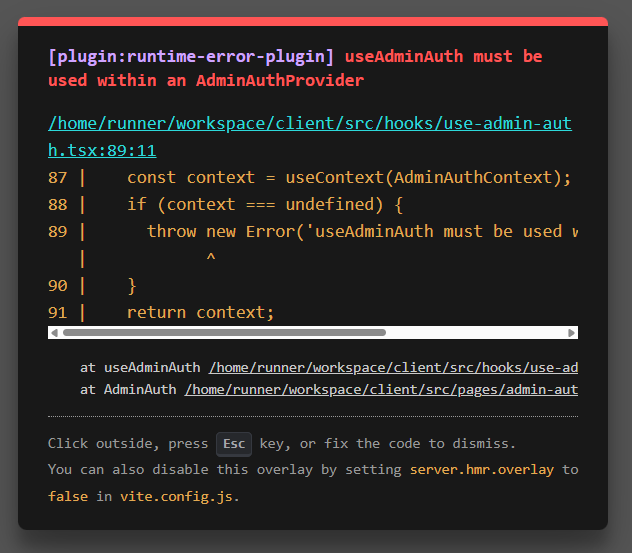 [plugin:runtime-error-plugin] useAdminAuth must be
used within an AdminAuthProvider
/home/runner/workspace/client/src/hooks/use-admin-aut
h.tsx:89:11
87 |    const context = useContext(AdminAuthContext);
88 |    if (context === undefined) {
89 |      throw new Error('useAdminAuth must be used w
   |            ^
90 |    }
91 |    return context;
at useAdminAuth /home/runner/workspace/client/src/hooks/use-ad
at AdminAuth /home/runner/workspace/client/src/pages/admin-aut
Click outside, press Esc key, or fix the code to dismiss.
You can also disable this overlay by setting server.hmr.overlay to
false in vite.config.js.